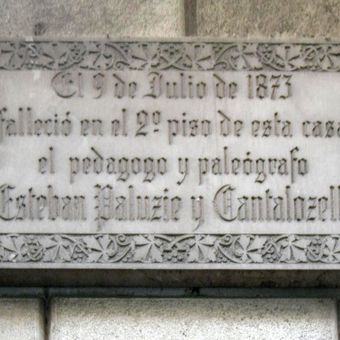 El 9 de Julio de 1873
falleció en el 2º piso de esta casa
el pedagogo y paleógrafo
Esteban Paluzie y Cantalozell